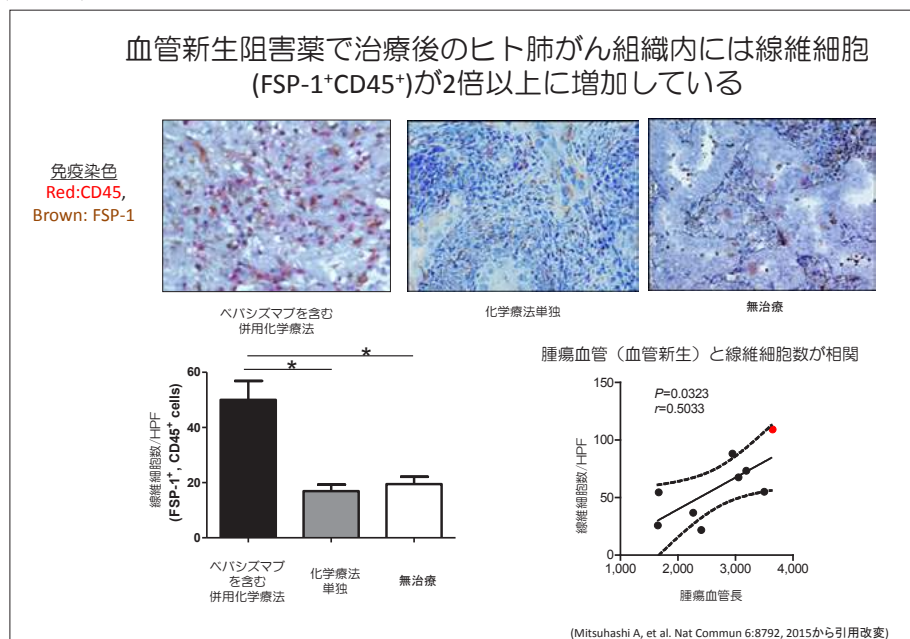 血管新生阻害薬で治療後のヒト肺がん組織内には線維細胞
(FSP-1⁺CD45⁺)が2倍以上に増加している
免疫染色
Red:CD45,
Brown: FSP-1
ベバシズマブを含む
併用化学療法
化学療法単独
無治療
線維細胞数/HPF
(FSP-1⁺, CD45⁺ cells)
60
40
20
0
*
*
ベバシズマブ
を含む
併用化学療法
化学療法
単独
無治療
腫瘍血管（血管新生）と線維細胞数が相関
P=0.0323
r=0.5033
線維細胞数/HPF
150
100
50
0
1,000
2,000
3,000
4,000
腫瘍血管長
(Mitsuhashi A, et al. Nat Commun 6:8792, 2015から引用改変)